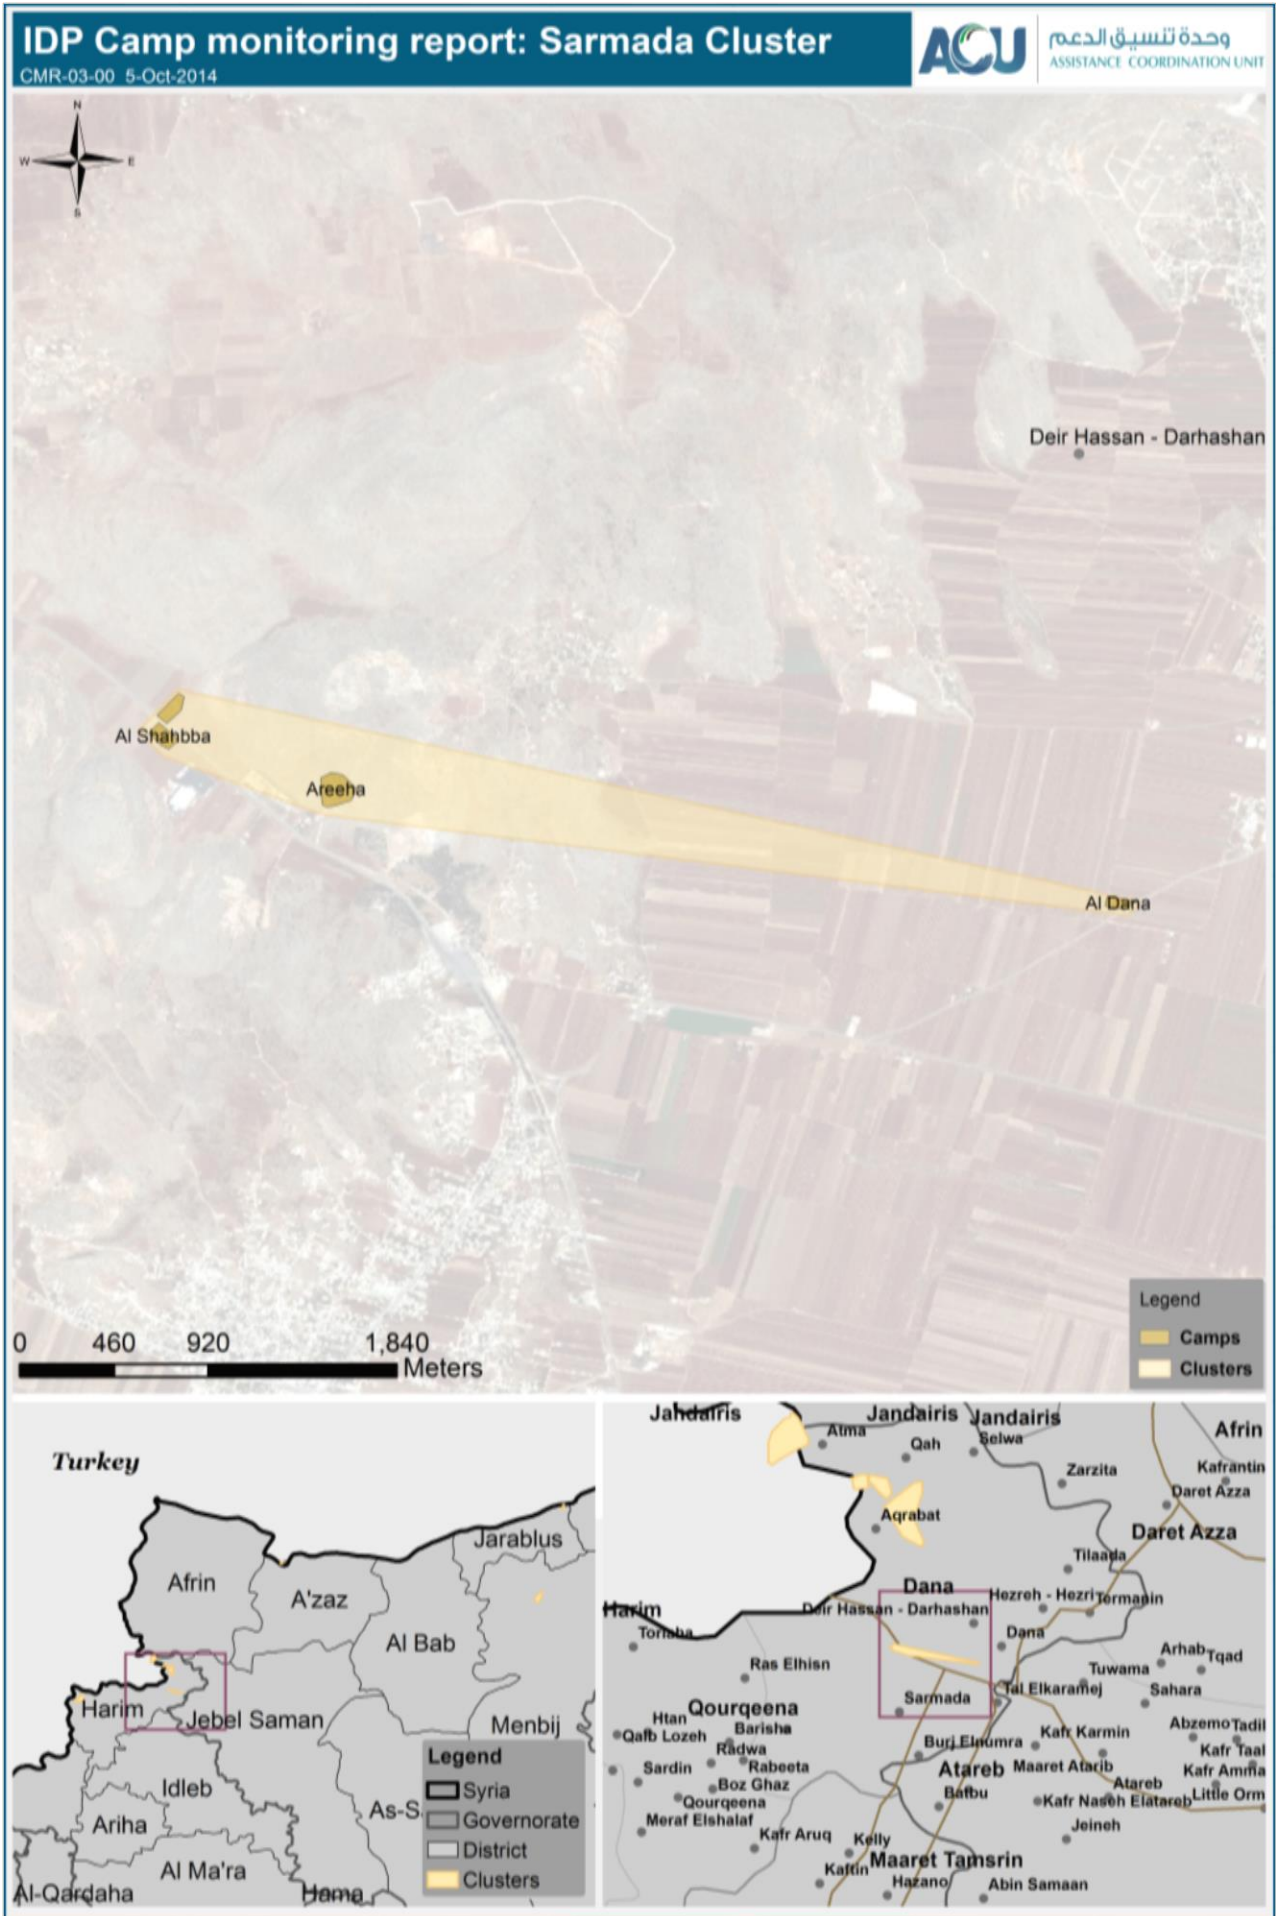 IDP Camp monitoring report: Sarmada Cluster
CMR-03-00 5-Oct-2014
ACU
وحدة تنسيق الدعم
ASSISTANCE COORDINATION UNIT
N
W E
S
Deir Hassan - Darhashan
Al Shahbba
Areeha
Al Dana
0 460 920 1,840
Meters
Legend
Camps
Clusters
Turkey
Jarablus
Afrin
A'zaz
Al Bab
Harim
Jebel Saman
Menbij
Idleb
As-S
Ariha
Al Ma'ra
Al-Qardaha
Hama
Legend
Syria
Governorate
District
Clusters
Jandairis
Jandairis
Jandairis
Atma
Qah
Selwa
Afrin
Zarzita
Kafrantin
Daret Azza
Aqrabat
Daret Azza
Tilaada
Dana
Hezreh - Hezri
Termanin
Harim
Deir Hassan - Darhashan
Torlaba
Dana
Arhab
Tqad
Ras Elhisn
Tuwama
Tal Elkaramej
Sahara
Sarmada
Qourqeena
Htan
Barisha
Abzemo
Tadil
Qalb Lozeh
Burj Elnumra
Kafr Karmin
Radwa
Kafr Taal
Sardin
Rabeeta
Atareb
Maaret Atarib
Kafr Amma
Boz Ghaz
Atareb
Little Orm
Qourqeena
Batbu
Kafr Naseh Elatareb
Meraf Elshalaf
Jeineh
Kafr Aruq
Kelly
Maaret Tamsrin
Kaftin
Hazano
Abin Samaan